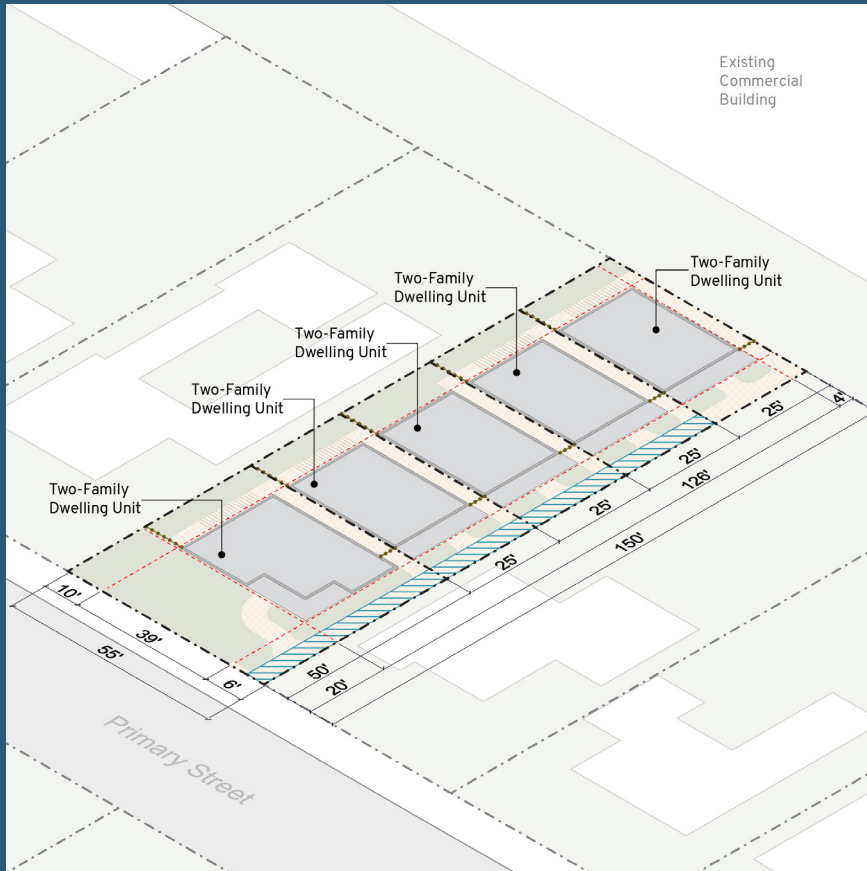 Existing
Commercial
Building
Two-Family
Dwelling Unit
Two-Family
Dwelling Unit
Two-Family
Dwelling Unit
Two-Family
Dwelling Unit
Two-Family
Dwelling Unit
25'
4'
25'
126'
25'
150'
25'
10'
39'
55'
6'
50'
20'
Primary Street